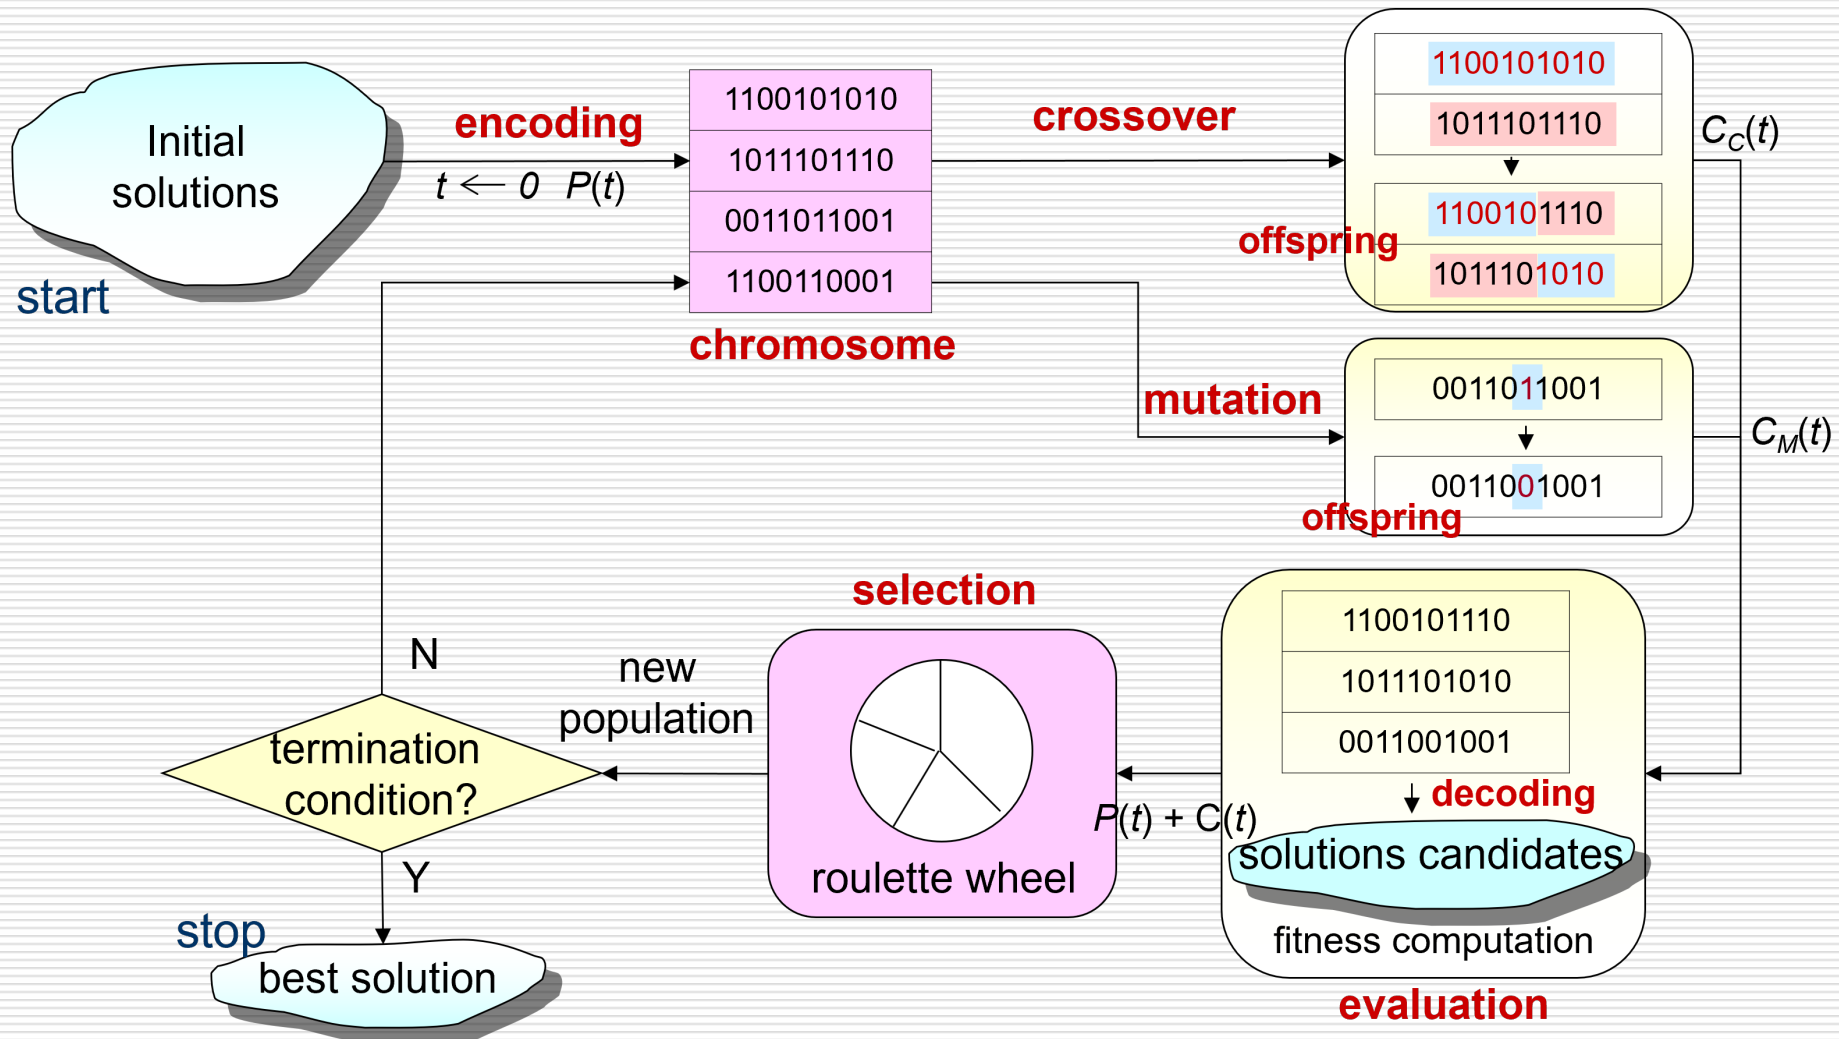 Initial
solutions
start
encoding
t ← 0 P(t)
1100101010
1011101110
0011011001
1100110001
chromosome
crossover
1100101010
1011101110
1100101110
1011101010
offspring
C_C(t)
mutation
0011011001
0011001001
offspring
C_M(t)
1100101110
1011101010
0011001001
decoding
solutions candidates
fitness computation
evaluation
P(t) + C(t)
selection
roulette wheel
new
population
termination
condition?
N
Y
stop
best solution